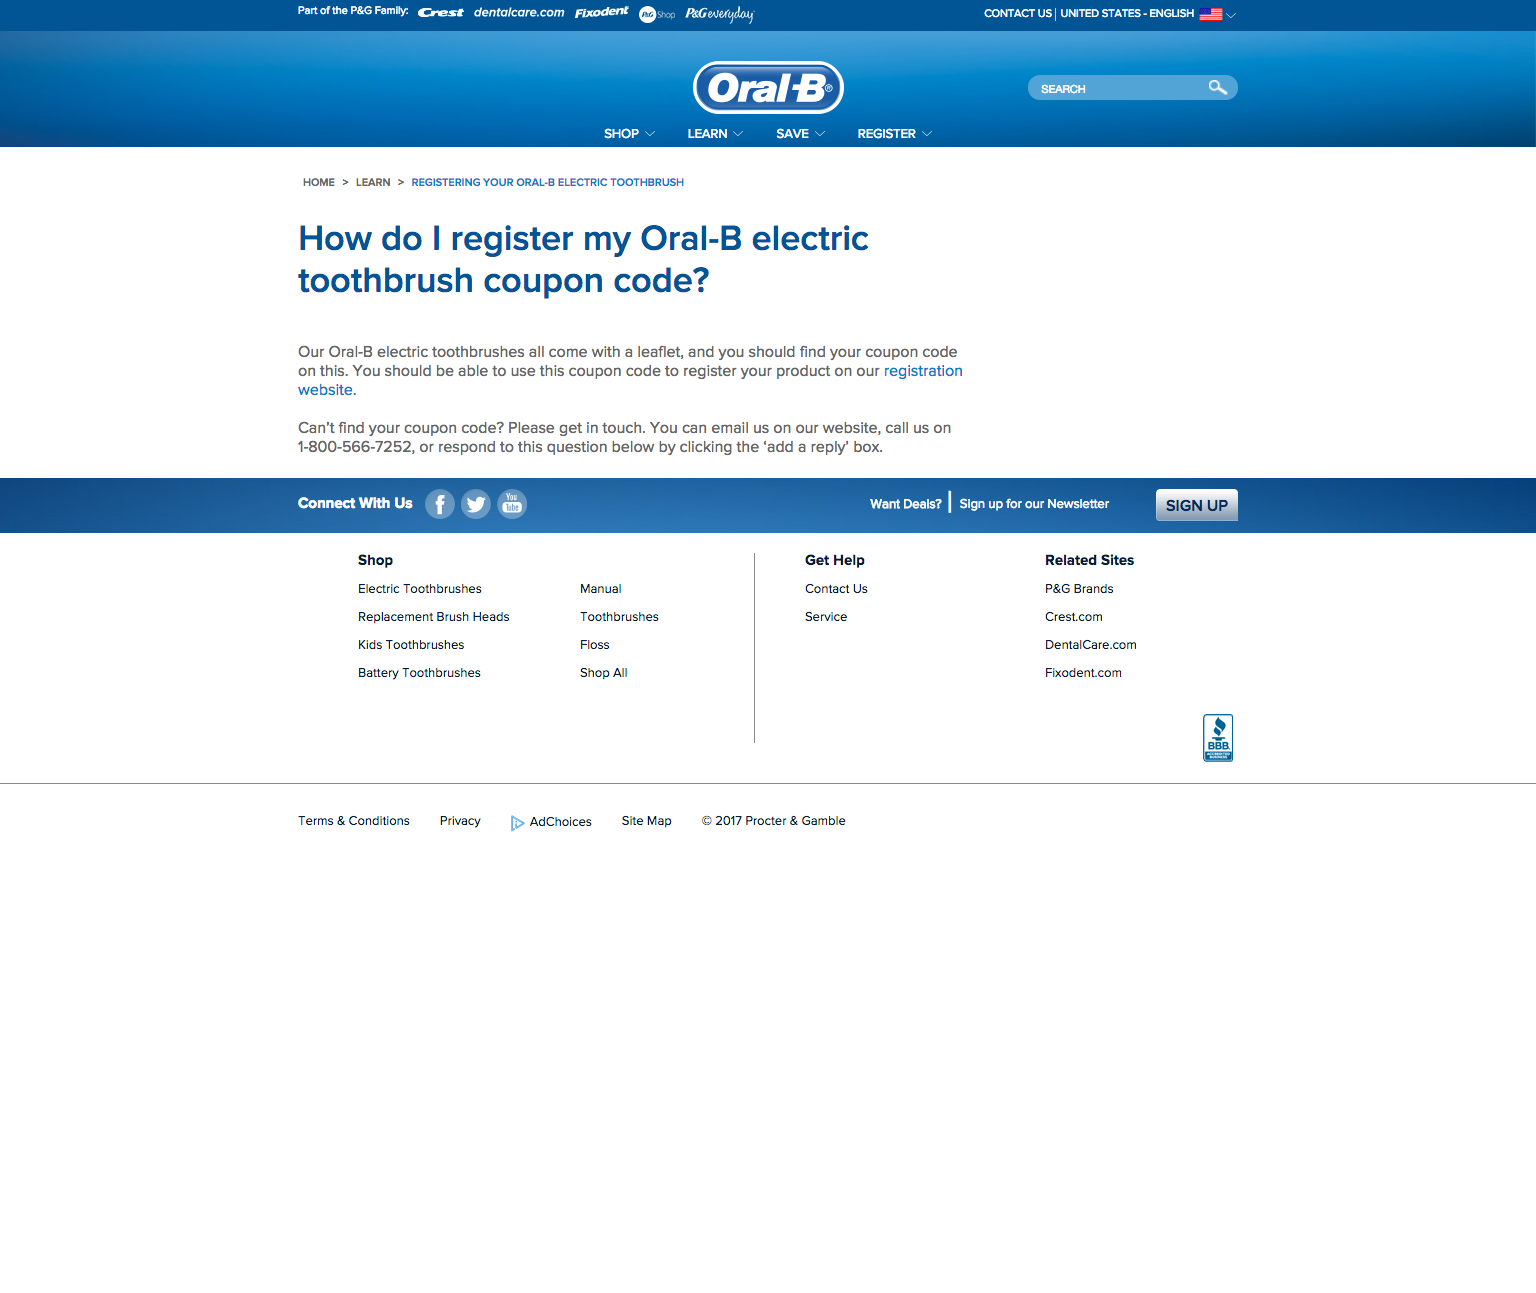 Part of the P&G Family: Crest dentalcare.com Fixodent P&G Shop P&G everyday
CONTACT US | UNITED STATES - ENGLISH
Oral-B®
SEARCH
SHOP LEARN SAVE REGISTER
HOME > LEARN > REGISTERING YOUR ORAL-B ELECTRIC TOOTHBRUSH
How do I register my Oral-B electric
toothbrush coupon code?
Our Oral-B electric toothbrushes all come with a leaflet, and you should find your coupon code
on this. You should be able to use this coupon code to register your product on our registration
website.
Can’t find your coupon code? Please get in touch. You can email us on our website, call us on
1-800-566-7252, or respond to this question below by clicking the ‘add a reply’ box.
Connect With Us
You
Tube
Want Deals? | Sign up for our Newsletter
SIGN UP
Shop
Electric Toothbrushes
Replacement Brush Heads
Kids Toothbrushes
Battery Toothbrushes
Manual
Toothbrushes
Floss
Shop All
Get Help
Contact Us
Service
Related Sites
P&G Brands
Crest.com
DentalCare.com
Fixodent.com
BBB
ACCREDITED
BUSINESS
Terms & Conditions Privacy AdChoices Site Map © 2017 Procter & Gamble